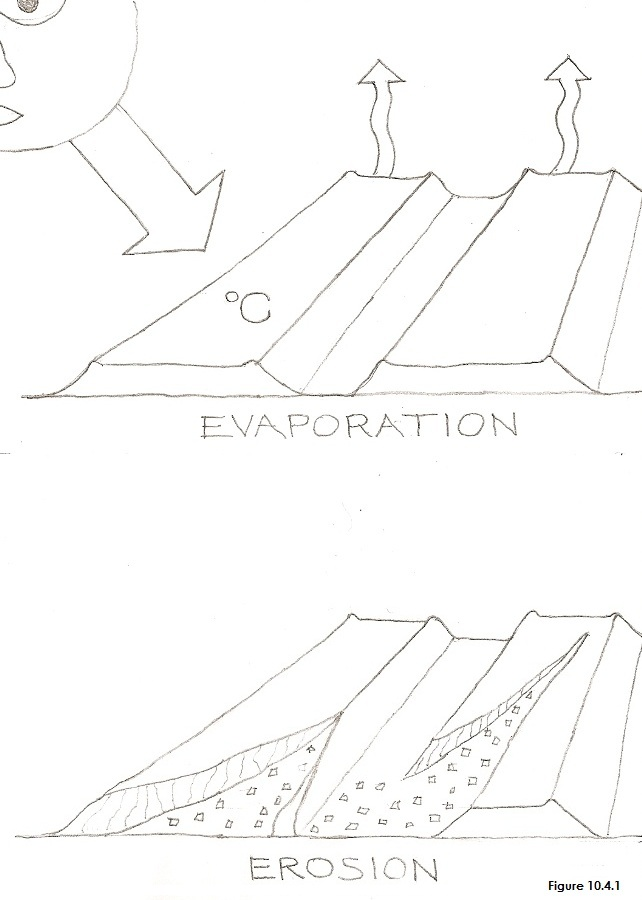 °C
EVAPORATION
EROSION
Figure 10.4.1